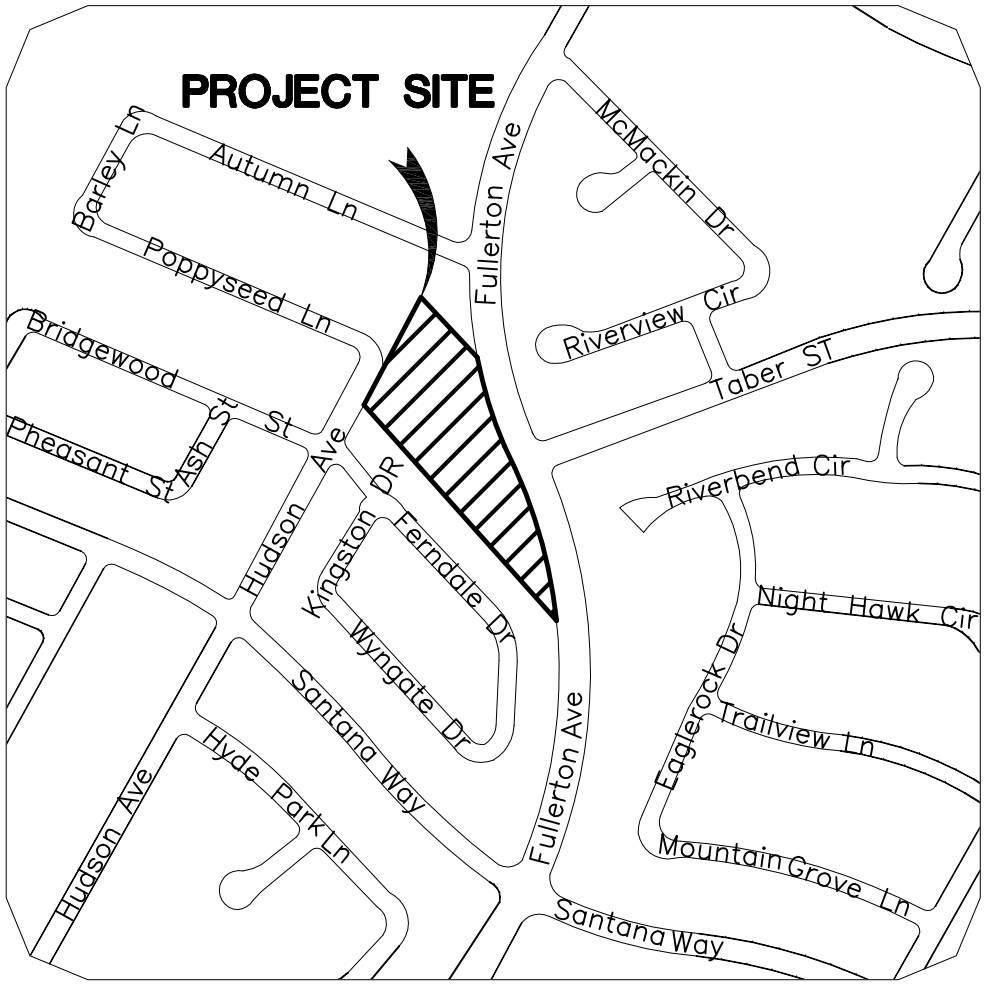 PROJECT SITE
Barley Ln
Autumn Ln
Fullerton Ave
McMackin Dr
Poppyseed Ln
Riverview Cir
Bridgewood St
Taber ST
Pheasant St
Ash St
Hudson Ave
Kingston DR
Riverbend Cir
Ferndale Dr
Night Hawk Cir
Wyngate Dr
Eaglerock Dr
Santana Way
Trailview Ln
Fullerton Ave
Hyde Park Ln
Hudson Ave
Mountain Grove Ln
Santana Way